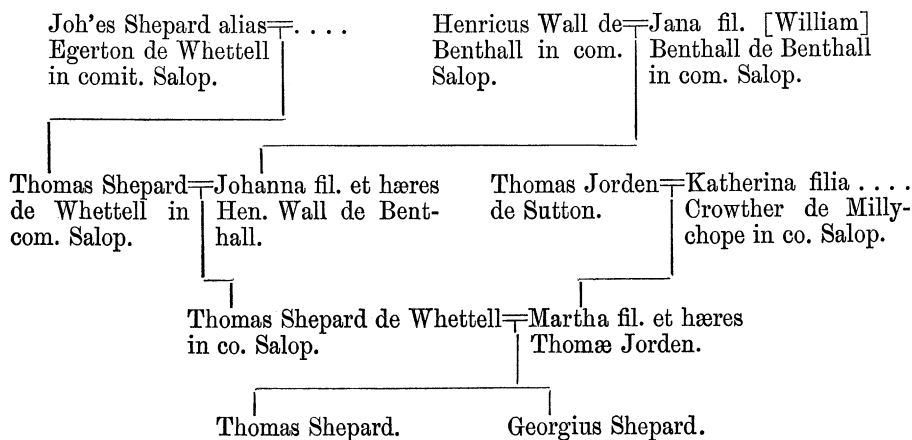 Joh'es Shepard alias=. . . .
Egerton de Whettell
in comit. Salop.
Henricus Wall de=Jana fil. [William]
Benthall in com. Benthall de Benthall
Salop. in com. Salop.
Thomas Shepard=Johanna fil. et hæres
de Whettell in Hen. Wall de Bent-
com. Salop. hall.
Thomas Jorden=Katherina filia . . . .
de Sutton. Crowther de Milly-
chope in co. Salop.
Thomas Shepard de Whettell=Martha fil. et hæres
in co. Salop. Thomæ Jorden.
Thomas Shepard. Georgius Shepard.